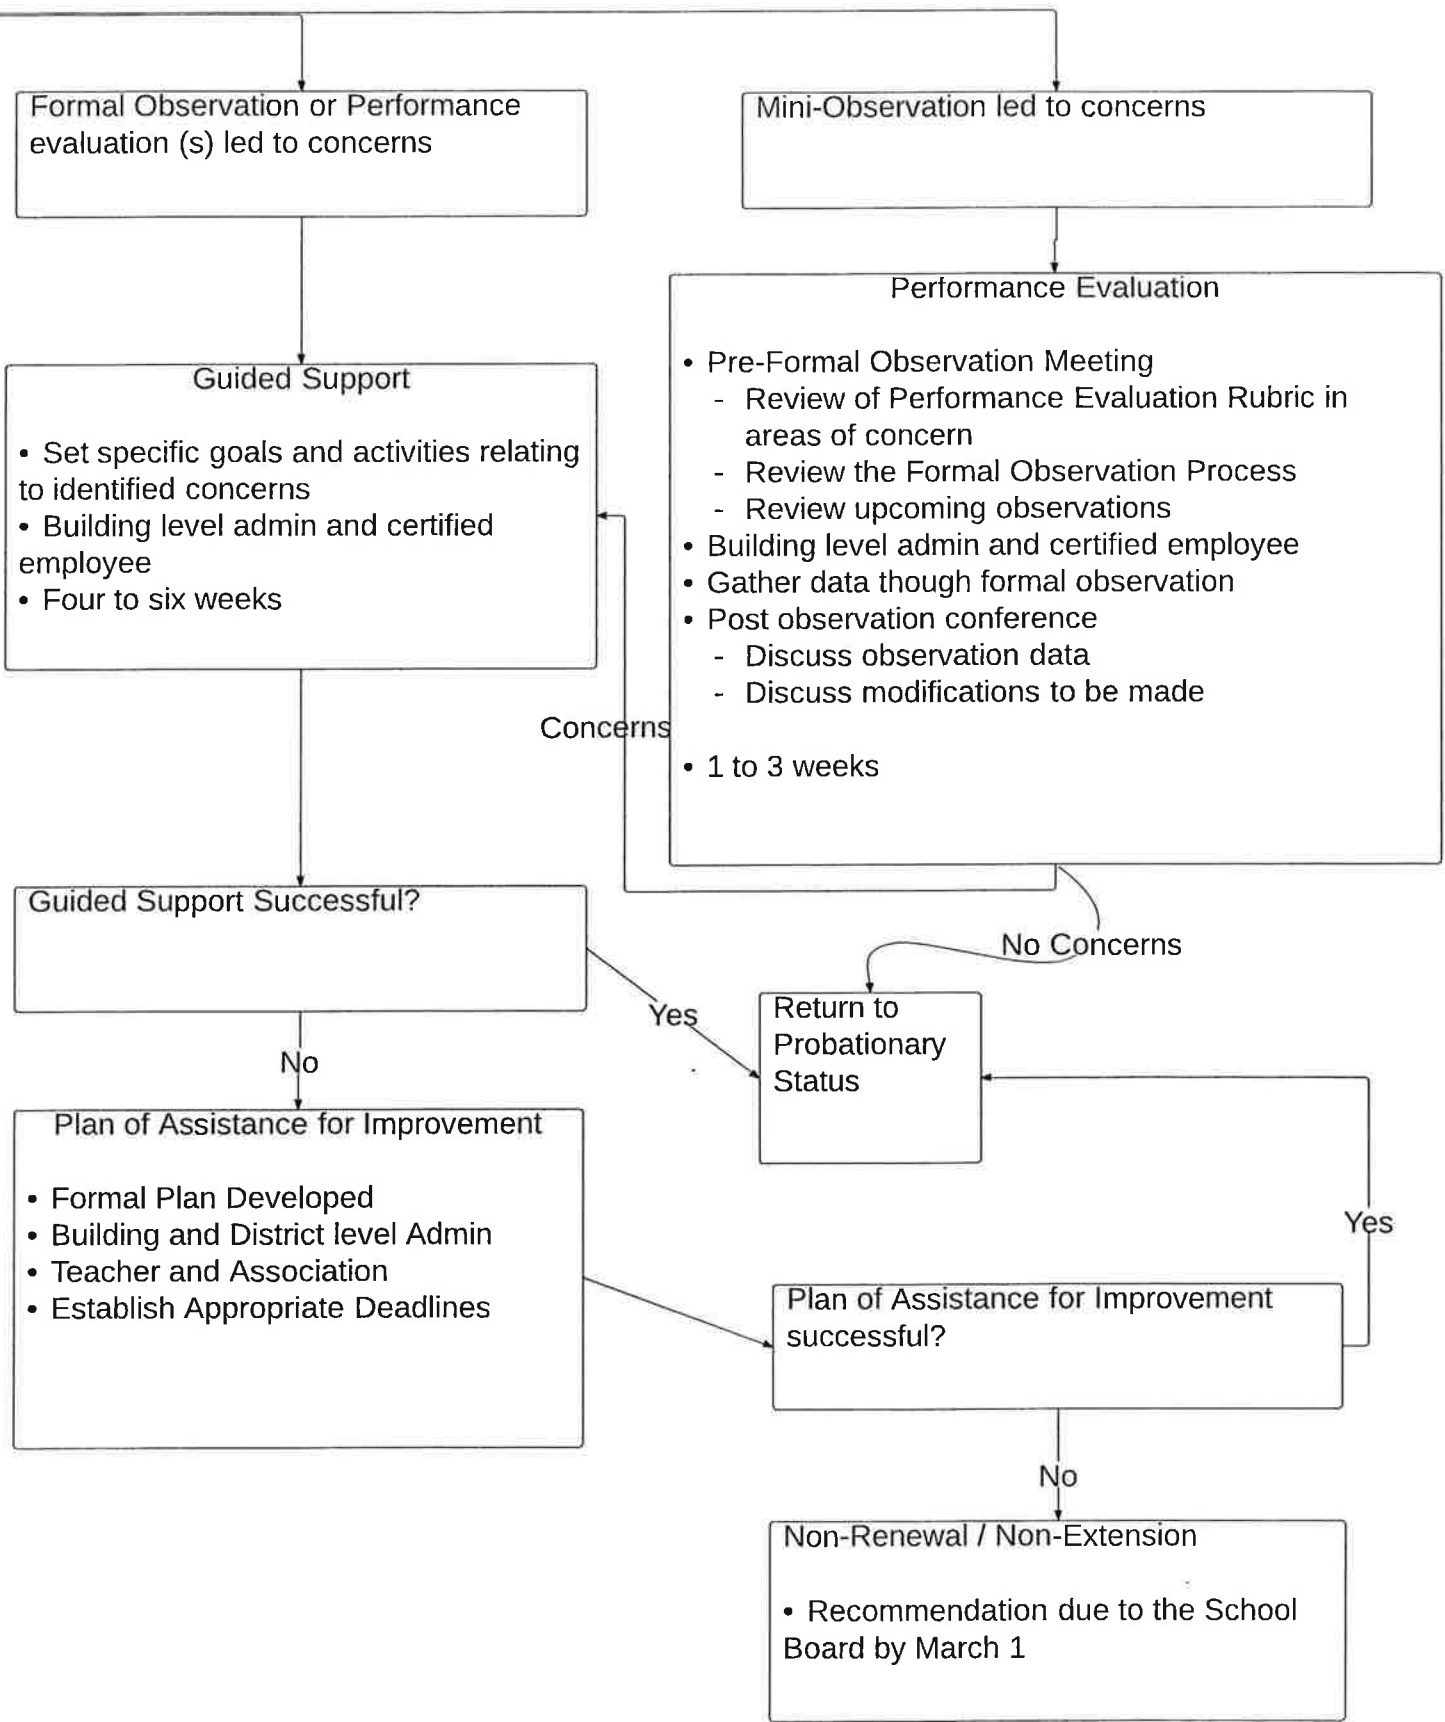 Formal Observation or Performance
evaluation (s) led to concerns
Mini-Observation led to concerns
Performance Evaluation
• Pre-Formal Observation Meeting
- Review of Performance Evaluation Rubric in
areas of concern
- Review the Formal Observation Process
- Review upcoming observations
• Building level admin and certified employee
• Gather data though formal observation
• Post observation conference
- Discuss observation data
- Discuss modifications to be made
• 1 to 3 weeks
Guided Support
• Set specific goals and activities relating
to identified concerns
• Building level admin and certified
employee
• Four to six weeks
Concerns
No Concerns
Guided Support Successful?
Yes
No
Return to
Probationary
Status
Plan of Assistance for Improvement
• Formal Plan Developed
• Building and District level Admin
• Teacher and Association
• Establish Appropriate Deadlines
Yes
Plan of Assistance for Improvement
successful?
No
Non-Renewal / Non-Extension
• Recommendation due to the School
Board by March 1